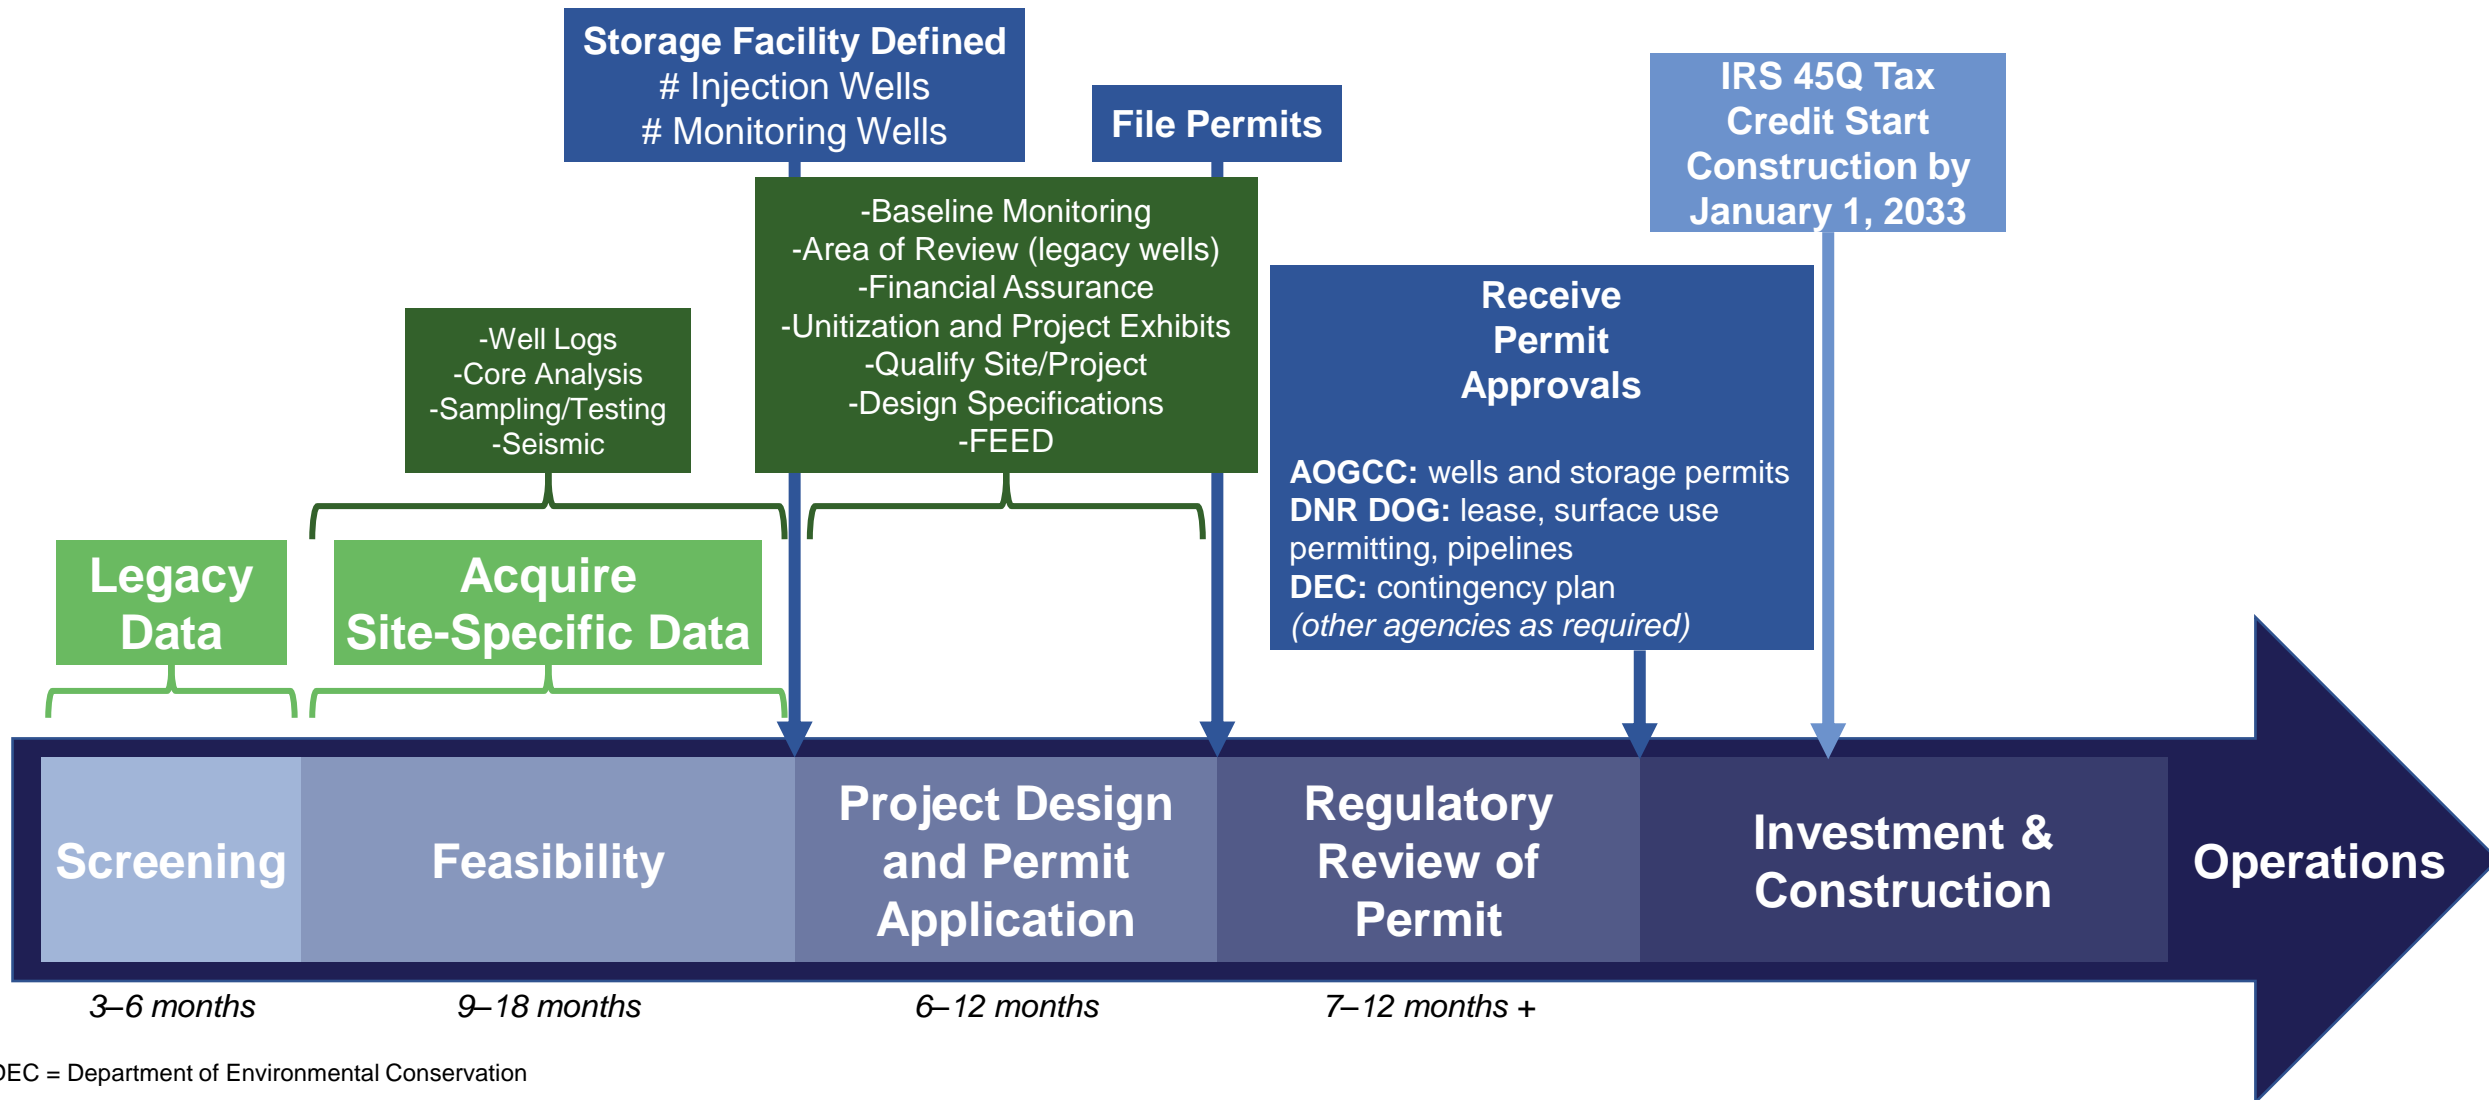 Storage Facility Defined
# Injection Wells
# Monitoring Wells
File Permits
IRS 45Q Tax
Credit Start
Construction by
January 1, 2033
-Baseline Monitoring
-Area of Review (legacy wells)
-Financial Assurance
-Unitization and Project Exhibits
-Qualify Site/Project
-Design Specifications
-FEED
-Well Logs
-Core Analysis
-Sampling/Testing
-Seismic
Receive
Permit
Approvals
AOGCC: wells and storage permits
DNR DOG: lease, surface use
permitting, pipelines
DEC: contingency plan
(other agencies as required)
Legacy
Data
Acquire
Site-Specific Data
Screening
Feasibility
Project Design
and Permit
Application
Regulatory
Review of
Permit
Investment &
Construction
Operations
3–6 months
9–18 months
6–12 months
7–12 months +
DEC = Department of Environmental Conservation